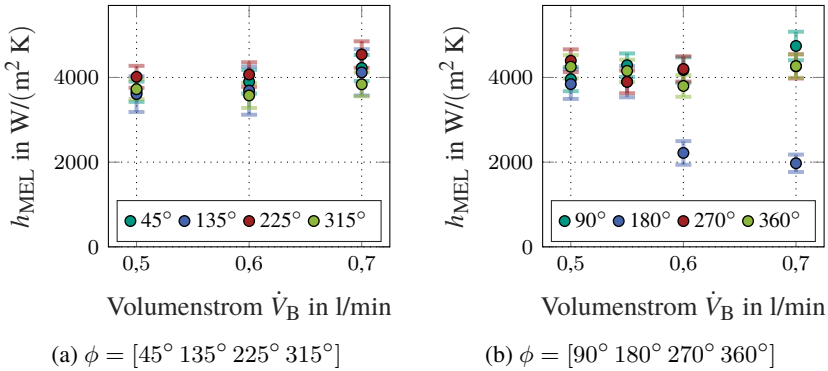 4000
2000
0
h_MEL in W/(m² K)
45° 135° 225° 315°
0,5 0,6 0,7
Volumenstrom V̇_B in l/min
(a) ϕ = [45° 135° 225° 315°]
4000
2000
0
h_MEL in W/(m² K)
90° 180° 270° 360°
0,5 0,6 0,7
Volumenstrom V̇_B in l/min
(b) ϕ = [90° 180° 270° 360°]